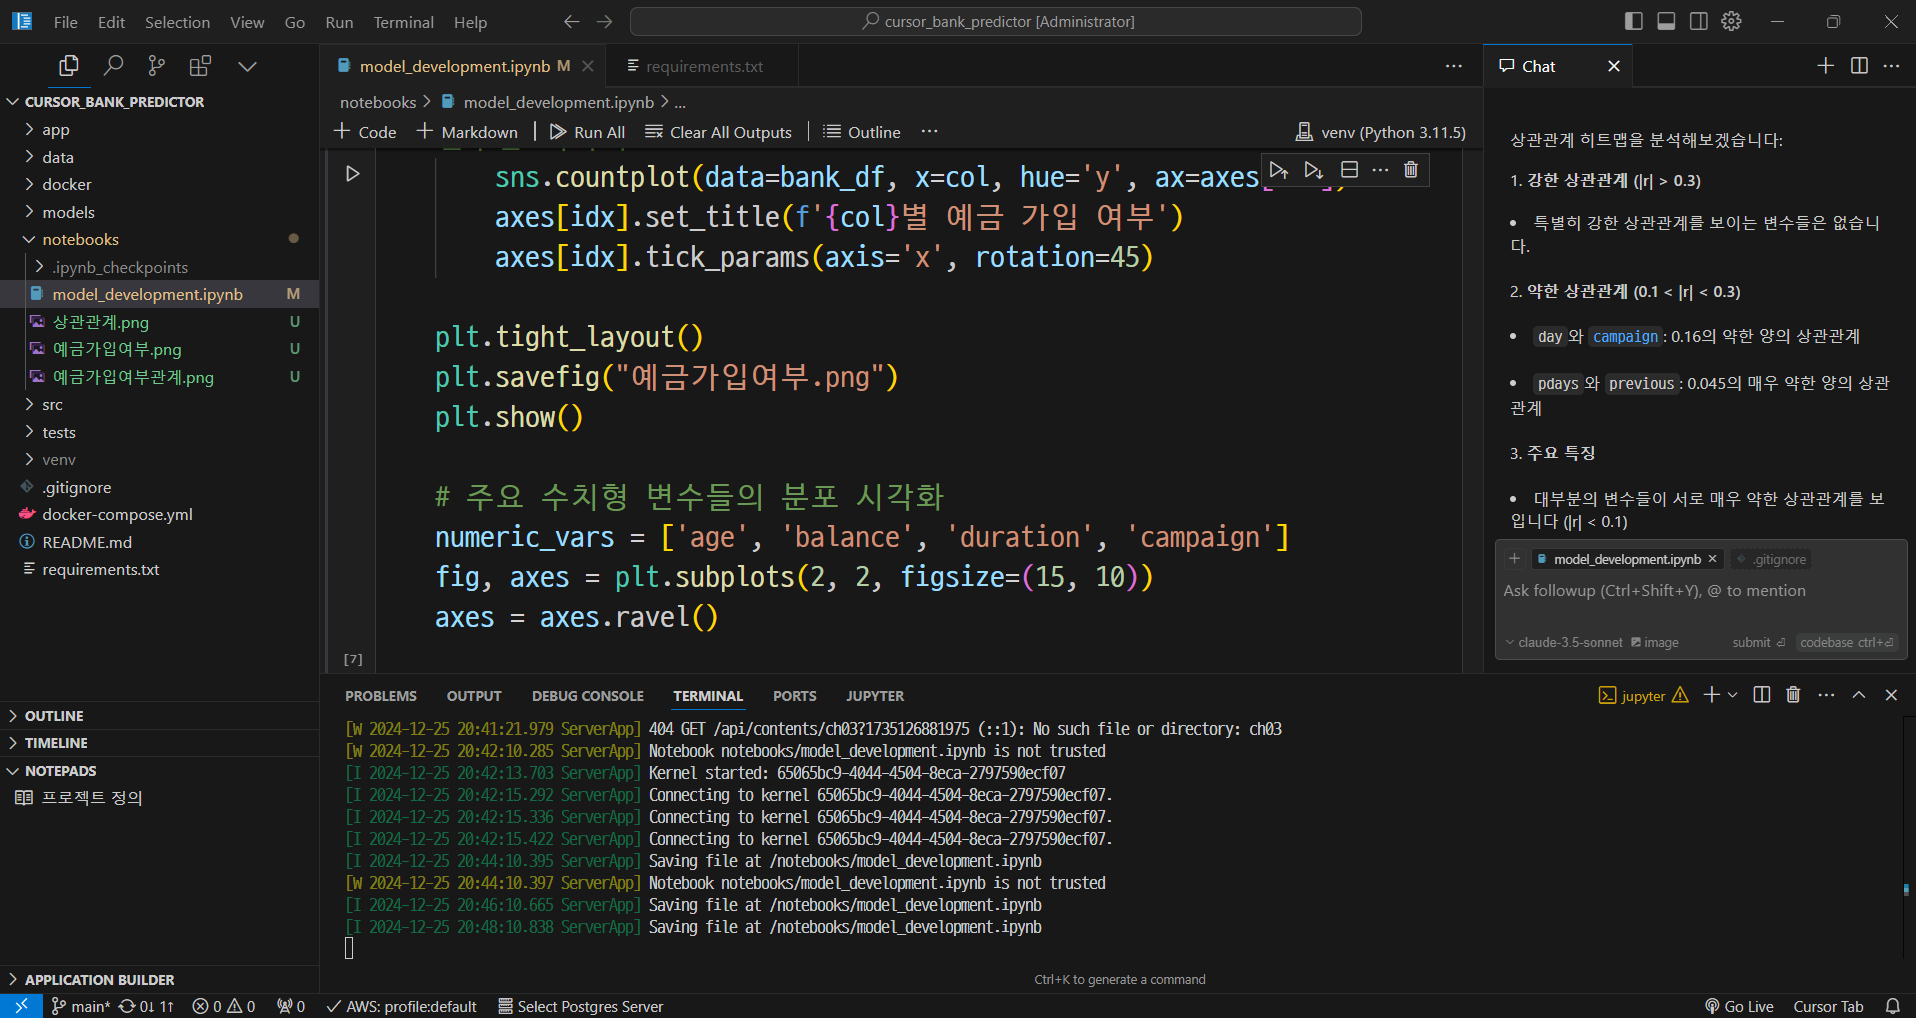 File Edit Selection View Go Run Terminal Help
cursor_bank_predictor [Administrator]
model_development.ipynb M
requirements.txt
Chat
CURSOR_BANK_PREDICTOR
app
data
docker
models
notebooks
.ipynb_checkpoints
model_development.ipynb M
상관관계.png U
예금가입여부.png U
예금가입여부관계.png U
src
tests
venv
.gitignore
docker-compose.yml
README.md
requirements.txt
OUTLINE
TIMELINE
NOTEPADS
프로젝트 정의
APPLICATION BUILDER
notebooks > model_development.ipynb > ...
+ Code + Markdown Run All Clear All Outputs Outline ... venv (Python 3.11.5)
sns.countplot(data=bank_df, x=col, hue='y', ax=axes
axes[idx].set_title(f'{col}별 예금 가입 여부')
axes[idx].tick_params(axis='x', rotation=45)
plt.tight_layout()
plt.savefig("예금가입여부.png")
plt.show()
# 주요 수치형 변수들의 분포 시각화
numeric_vars = ['age', 'balance', 'duration', 'campaign']
fig, axes = plt.subplots(2, 2, figsize=(15, 10))
axes = axes.ravel()
[7]
상관관계 히트맵을 분석해보겠습니다:
1. 강한 상관관계 (|r| > 0.3)
• 특별히 강한 상관관계를 보이는 변수들은 없습니
다.
2. 약한 상관관계 (0.1 < |r| < 0.3)
• day 와 campaign : 0.16의 약한 양의 상관관계
• pdays 와 previous : 0.045의 매우 약한 양의 상관
관계
3. 주요 특징
• 대부분의 변수들이 서로 매우 약한 상관관계를 보
입니다 (|r| < 0.1)
model_development.ipynb .gitignore
Ask followup (Ctrl+Shift+Y), @ to mention
claude-3.5-sonnet image submit codebase ctrl+⏎
PROBLEMS OUTPUT DEBUG CONSOLE TERMINAL PORTS JUPYTER
jupyter
[W 2024-12-25 20:41:21.979 ServerApp] 404 GET /api/contents/ch03?1735126881975 (::1): No such file or directory: ch03
[W 2024-12-25 20:42:10.285 ServerApp] Notebook notebooks/model_development.ipynb is not trusted
[I 2024-12-25 20:42:13.703 ServerApp] Kernel started: 65065bc9-4044-4504-8eca-2797590ecf07
[I 2024-12-25 20:42:15.292 ServerApp] Connecting to kernel 65065bc9-4044-4504-8eca-2797590ecf07.
[I 2024-12-25 20:42:15.336 ServerApp] Connecting to kernel 65065bc9-4044-4504-8eca-2797590ecf07.
[I 2024-12-25 20:42:15.422 ServerApp] Connecting to kernel 65065bc9-4044-4504-8eca-2797590ecf07.
[I 2024-12-25 20:44:10.395 ServerApp] Saving file at /notebooks/model_development.ipynb
[W 2024-12-25 20:44:10.397 ServerApp] Notebook notebooks/model_development.ipynb is not trusted
[I 2024-12-25 20:46:10.665 ServerApp] Saving file at /notebooks/model_development.ipynb
[I 2024-12-25 20:48:10.838 ServerApp] Saving file at /notebooks/model_development.ipynb
Ctrl+K to generate a command
main* 0↓ 1↑ 0 0 0 AWS: profile:default Select Postgres Server Go Live Cursor Tab